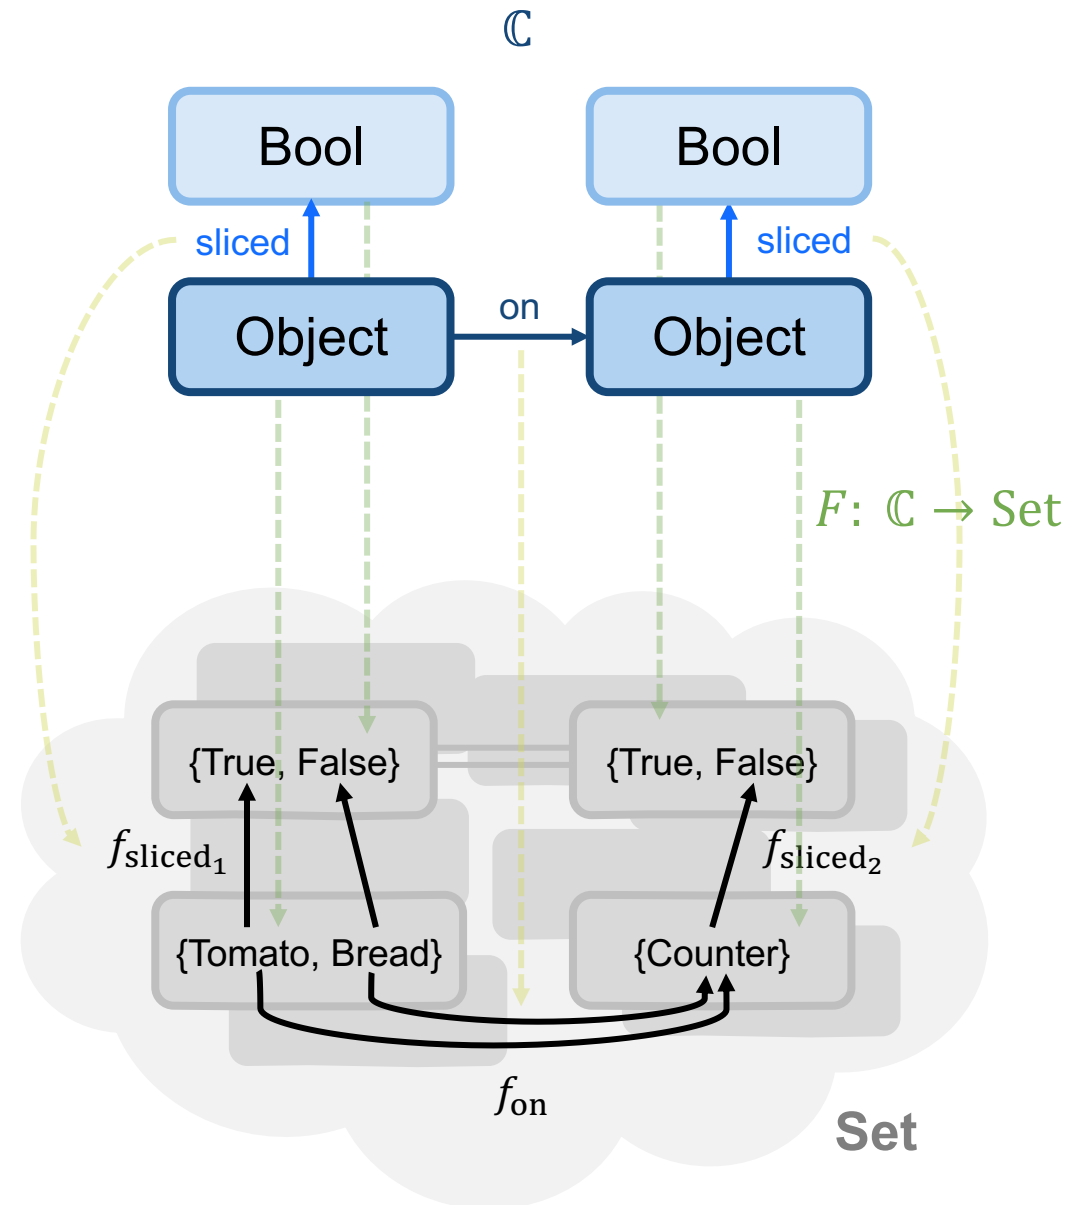 ℂ
Bool Bool
sliced sliced
on
Object Object
F: ℂ → Set
{True, False} {True, False}
f_sliced₁ f_sliced₂
{Tomato, Bread} {Counter}
f_on
Set